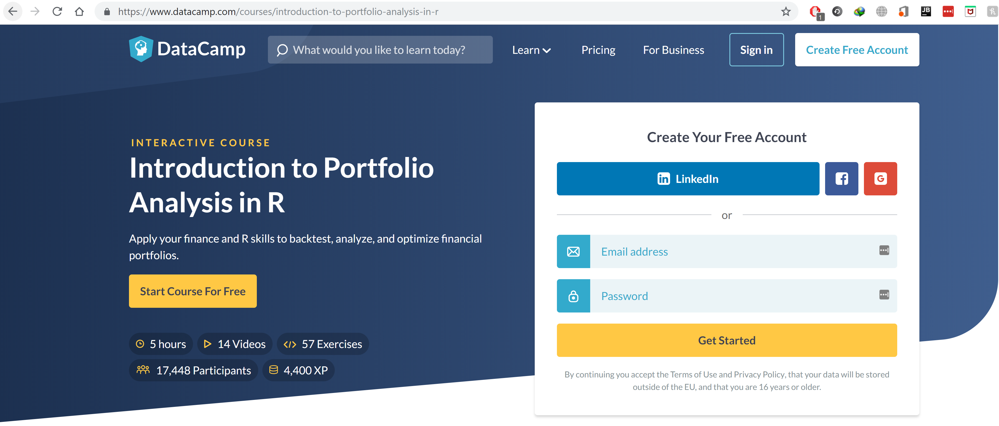 https://www.datacamp.com/courses/introduction-to-portfolio-analysis-in-r
1
JB
DataCamp
What would you like to learn today?
Learn
Pricing
For Business
Sign in
Create Free Account
INTERACTIVE COURSE
Introduction to Portfolio
Analysis in R
Apply your finance and R skills to backtest, analyze, and optimize financial
portfolios.
Start Course For Free
5 hours
14 Videos
57 Exercises
17,448 Participants
4,400 XP
Create Your Free Account
in LinkedIn
f
G
or
Email address
Password
Get Started
By continuing you accept the Terms of Use and Privacy Policy, that your data will be stored
outside of the EU, and that you are 16 years or older.